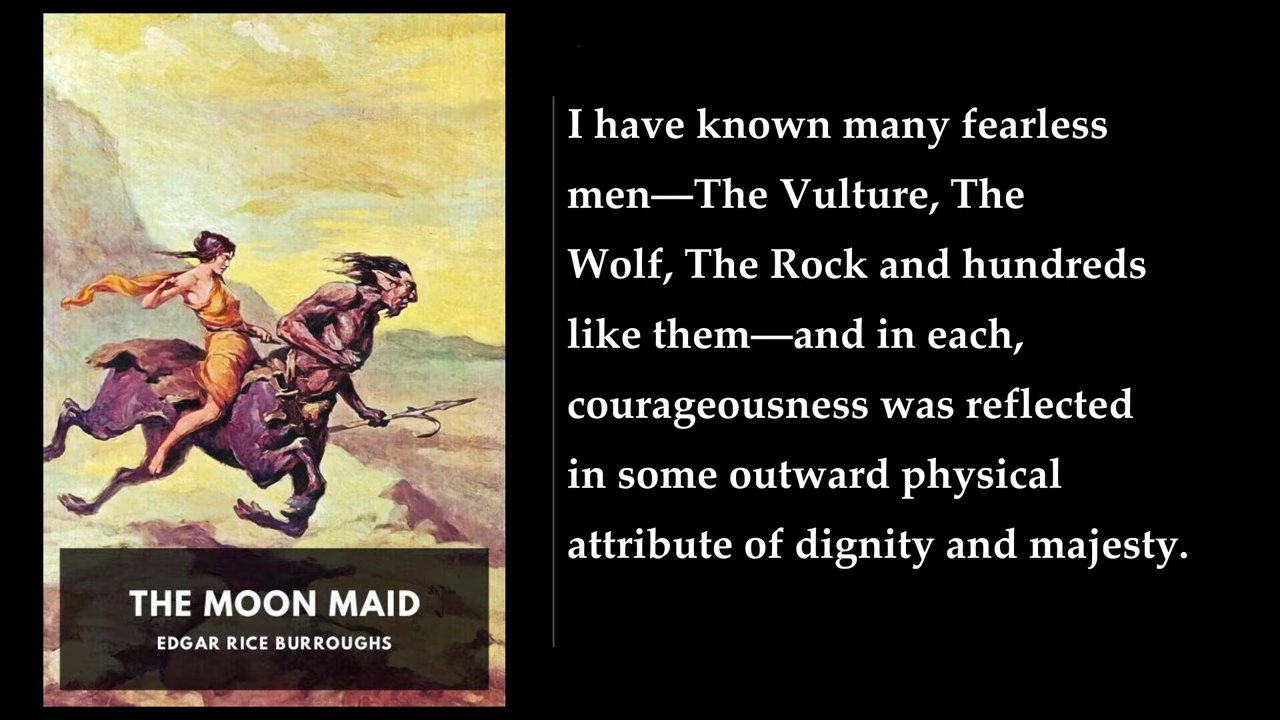 THE MOON MAID
EDGAR RICE BURROUGHS
I have known many fearless
men—The Vulture, The
Wolf, The Rock and hundreds
like them—and in each,
courageousness was reflected
in some outward physical
attribute of dignity and majesty.